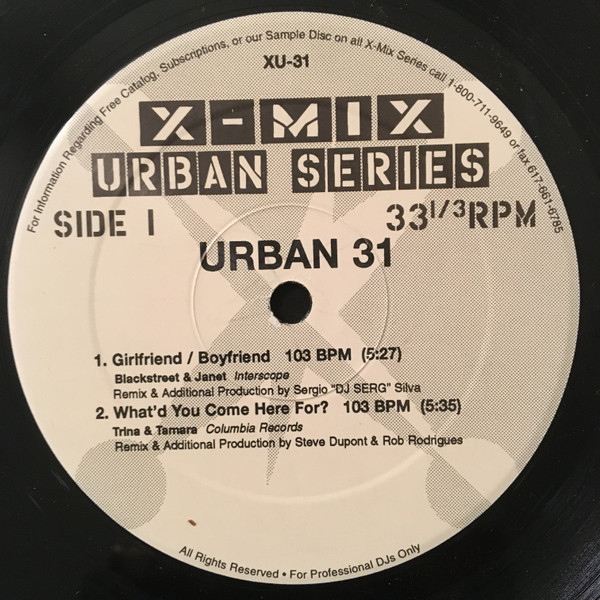 For Information Regarding Free Catalog, Subscriptions, or our Sample Disc on all X-Mix Series call 1-800-711-9649 or fax 617-661-6785
XU-31
X-MIX
URBAN SERIES
SIDE 1
33 1/3 RPM
URBAN 31
1. Girlfriend / Boyfriend 103 BPM (5:27)
Blackstreet & Janet Interscope
Remix & Additional Production by Sergio "DJ SERG" Silva
2. What'd You Come Here For? 103 BPM (5:35)
Trina & Tamara Columbia Records
Remix & Additional Production by Steve Dupont & Rob Rodrigues
All Rights Reserved • For Professional DJs Only